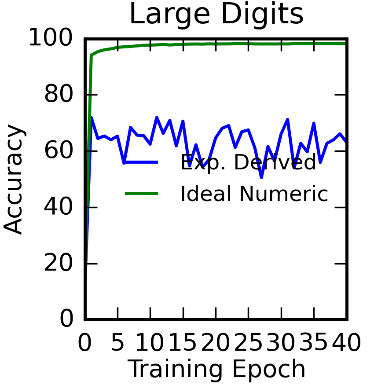 Large Digits
100
80
60
40
20
0
Accuracy
Exp. Derived
Ideal Numeric
0 5 10 15 20 25 30 35 40
Training Epoch